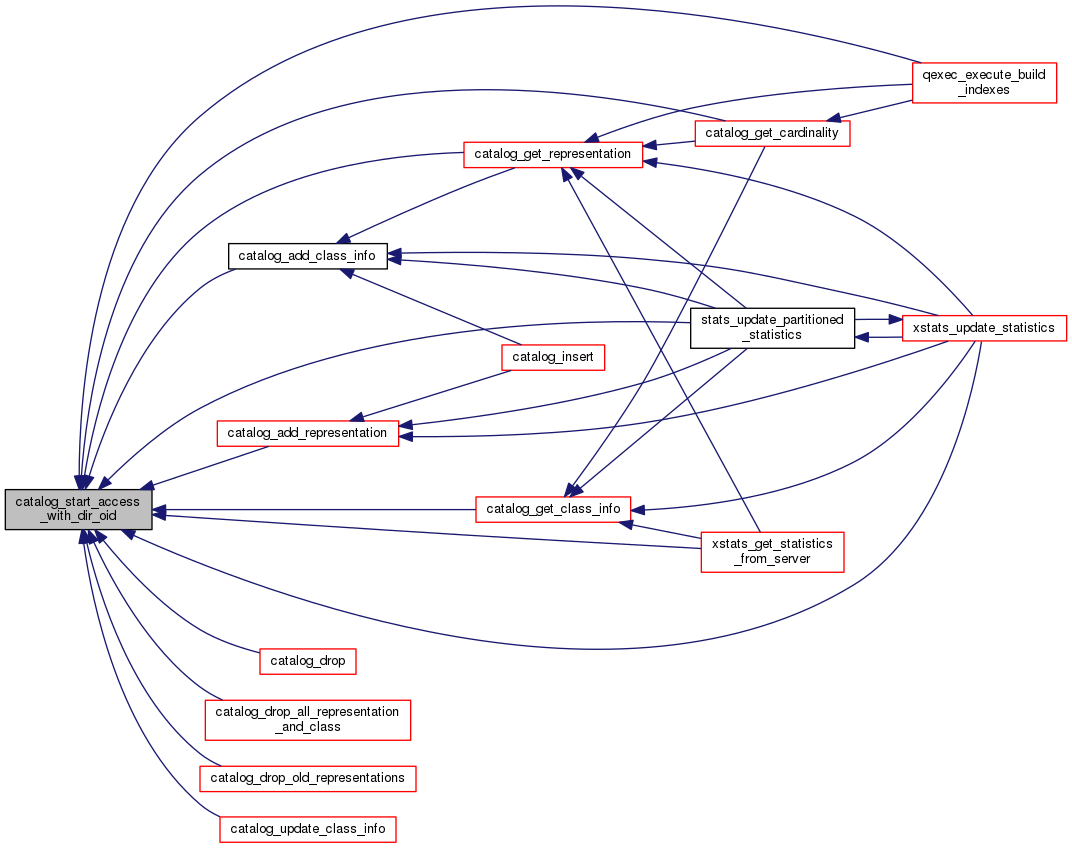 qexec_execute_build
_indexes
catalog_get_cardinality
catalog_get_representation
catalog_add_class_info
stats_update_partitioned
_statistics
xstats_update_statistics
catalog_insert
catalog_add_representation
catalog_start_access
_with_dir_oid
catalog_get_class_info
xstats_get_statistics
_from_server
catalog_drop
catalog_drop_all_representation
_and_class
catalog_drop_old_representations
catalog_update_class_info